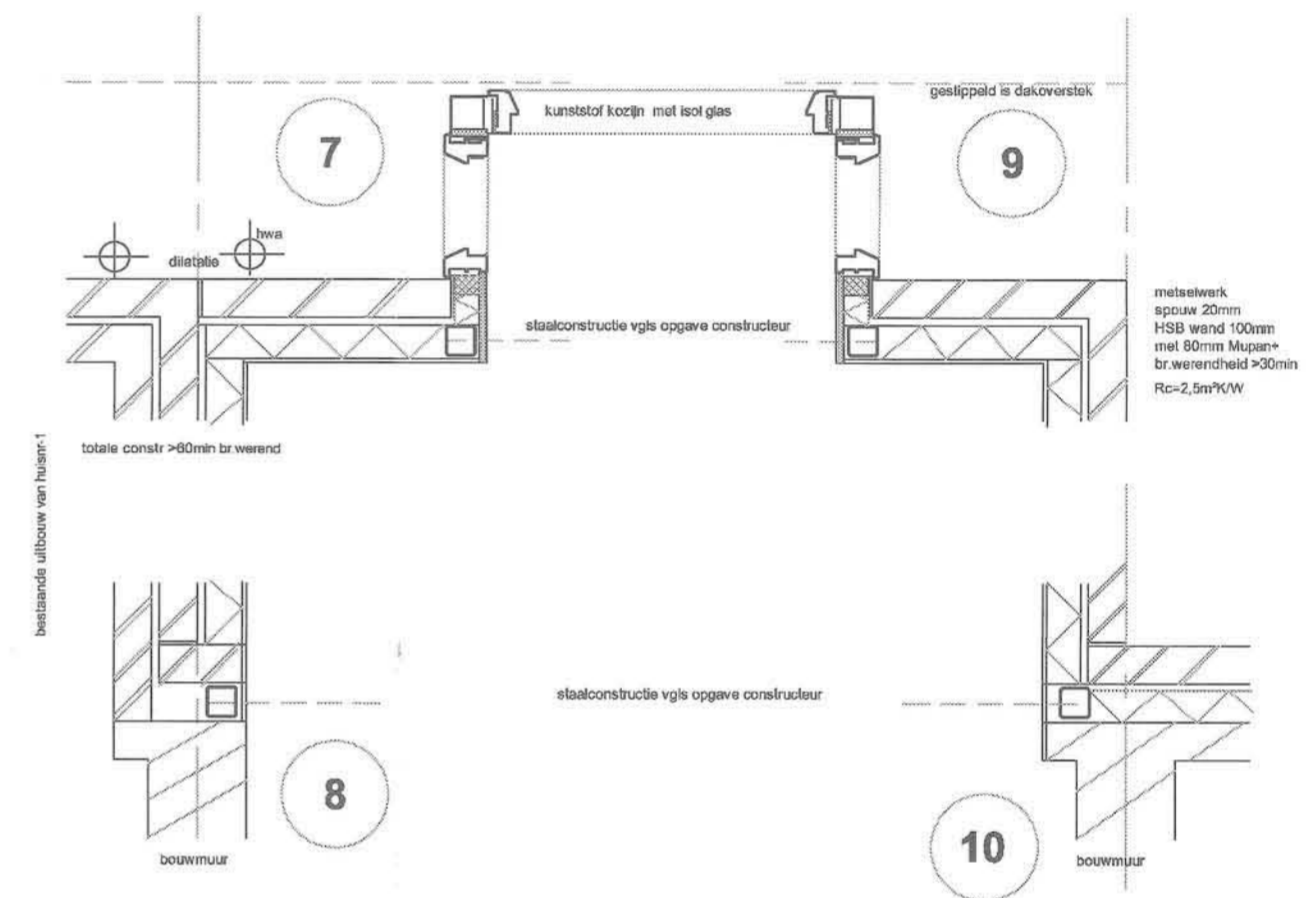 gestippeld is dakoverstek
kunststof kozijn met isol glas
7
9
hwa
dilatatie
metselwerk
spouw 20mm
HSB wand 100mm
met 80mm Mupan+
br.werendheid >30min
Rc=2,5m²K/W
staalconstructie vgls opgave constructeur
totale constr >60min br.werend
bestaande uitbouw van huisnr-1
staalconstructie vgls opgave constructeur
8
10
bouwmuur
bouwmuur